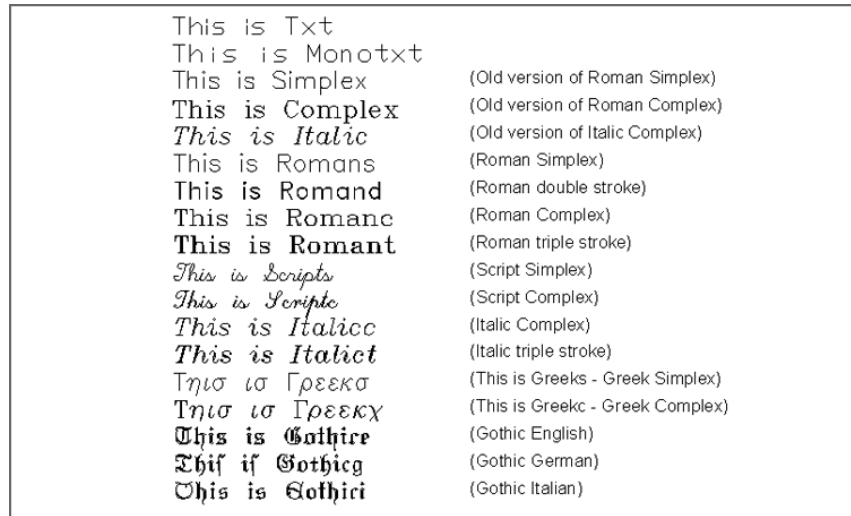 This is Txt
This is Monotxt
This is Simplex (Old version of Roman Simplex)
This is Complex (Old version of Roman Complex)
This is Italic (Old version of Italic Complex)
This is Romans (Roman Simplex)
This is Romand (Roman double stroke)
This is Romanc (Roman Complex)
This is Romant (Roman triple stroke)
This is Scripts (Script Simplex)
This is Scriptc (Script Complex)
This is Italicc (Italic Complex)
This is Italict (Italic triple stroke)
Τηισ ισ Γρεεκσ (This is Greeks - Greek Simplex)
Τηισ ισ Γρεεκχ (This is Greekc - Greek Complex)
This is Gothice (Gothic English)
Thiſ iſ Gothicg (Gothic German)
This is Gothici (Gothic Italian)